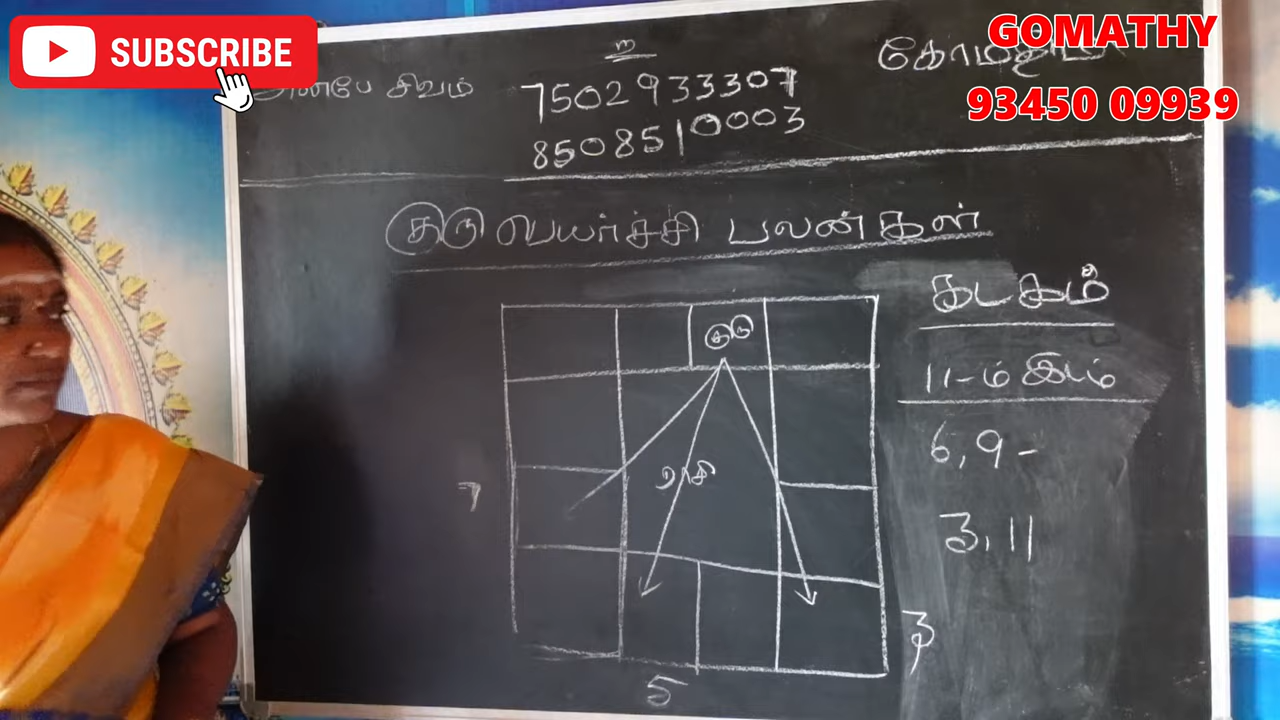 SUBSCRIBE
GOMATHY
93450 09939
உ
அன்பே சிவம்
7502933307
8508510003
குரு பெயர்ச்சி பலன்கள்
கடகம்
11-ம் இடம்
6, 9 -
3, 11
குரு
ராசி
7
5
3